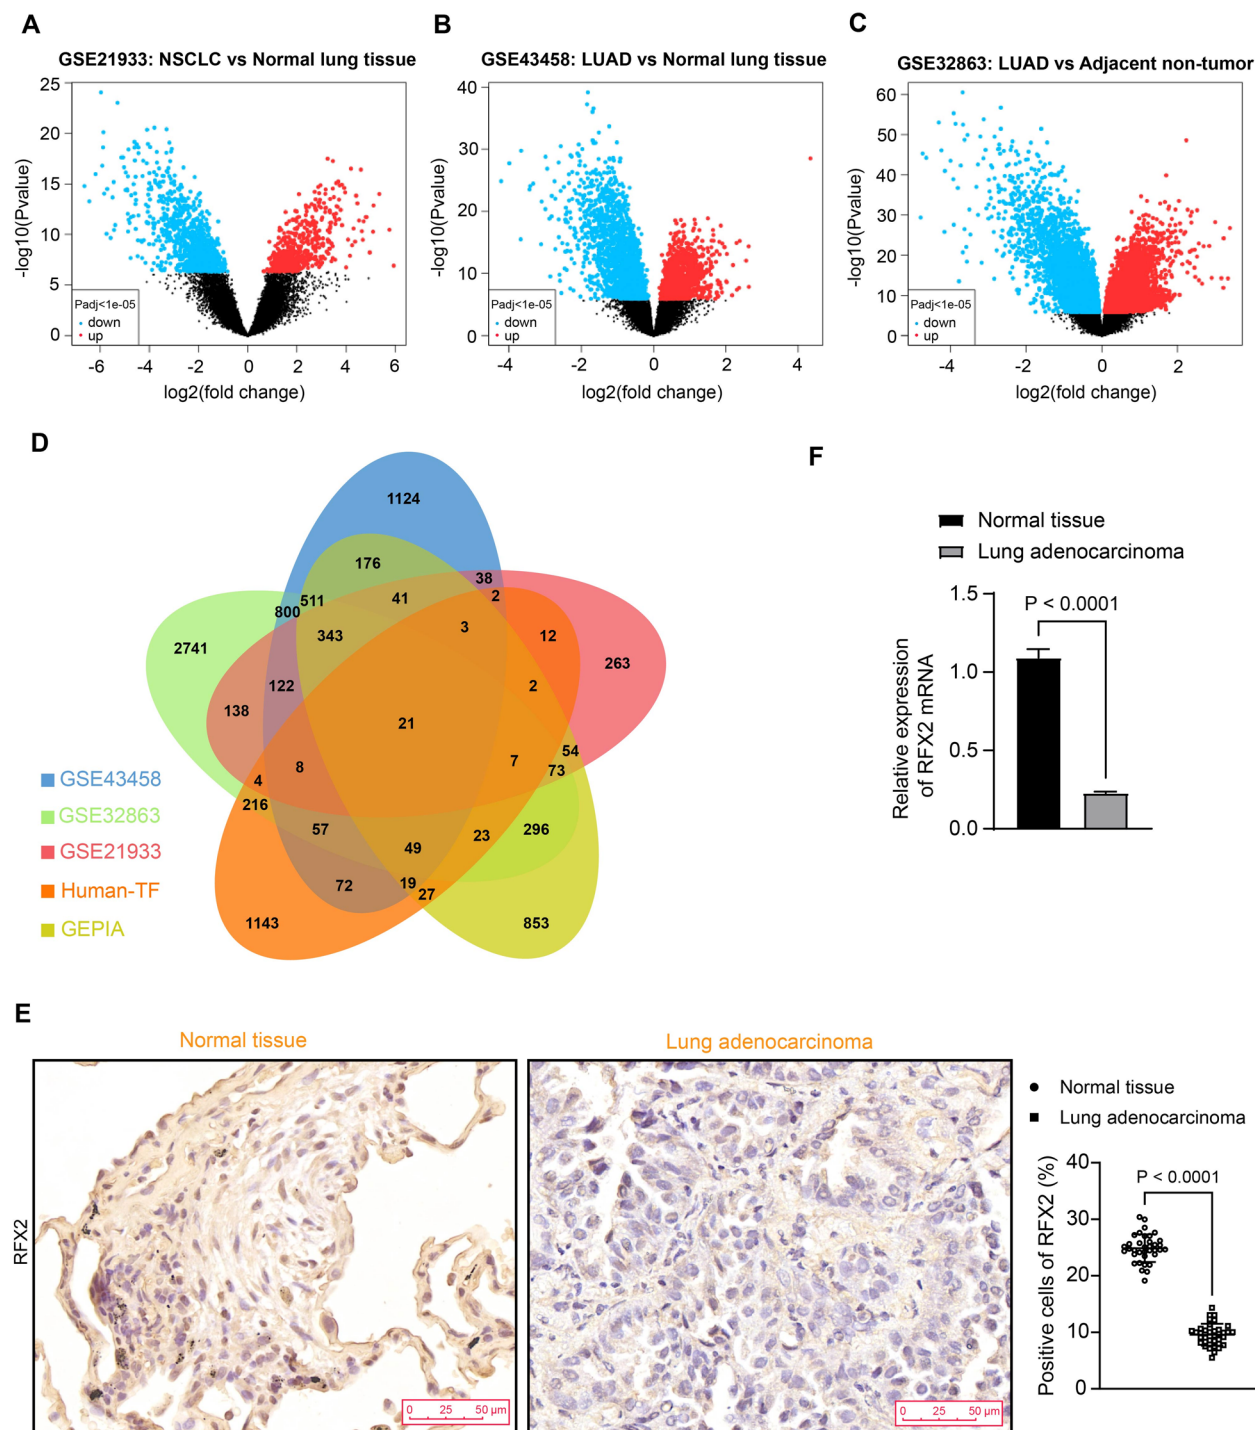 A
GSE21933: NSCLC vs Normal lung tissue
-log10(Pvalue)
25
20
15
10
5
0
Padj<1e-05
down
up
-6 -4 -2 0 2 4 6
log2(fold change)
B
GSE43458: LUAD vs Normal lung tissue
-log10(Pvalue)
40
30
20
10
0
Padj<1e-05
down
up
-4 -2 0 2 4
log2(fold change)
C
GSE32863: LUAD vs Adjacent non-tumor
-log10(Pvalue)
60
50
40
30
20
10
0
Padj<1e-05
down
up
-4 -2 0 2
log2(fold change)
D
1124
176
38
2
511
800
41
343
3
12
2741
263
122
2
138
21
54
7
73
8
4
216
57
23
296
49
72
19
27
1143
853
GSE43458
GSE32863
GSE21933
Human-TF
GEPIA
F
Normal tissue
Lung adenocarcinoma
Relative expression
of RFX2 mRNA
1.5
1.0
0.5
0.0
P < 0.0001
E
Normal tissue
Lung adenocarcinoma
RFX2
0 25 50 µm
0 25 50 µm
Normal tissue
Lung adenocarcinoma
Positive cells of RFX2 (%)
40
30
20
10
0
P < 0.0001